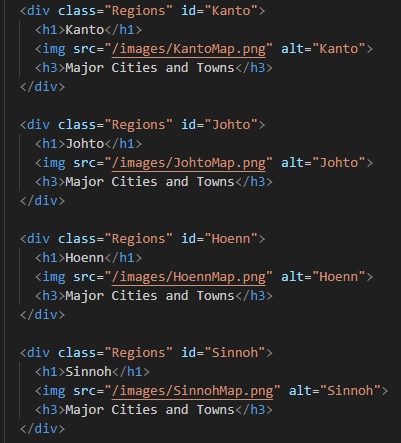 <div class="Regions" id="Kanto">
<h1>Kanto</h1>
<img src="/images/KantoMap.png" alt="Kanto">
<h3>Major Cities and Towns</h3>
</div>
<div class="Regions" id="Johto">
<h1>Johto</h1>
<img src="/images/JohtoMap.png" alt="Johto">
<h3>Major Cities and Towns</h3>
</div>
<div class="Regions" id="Hoenn">
<h1>Hoenn</h1>
<img src="/images/HoennMap.png" alt="Hoenn">
<h3>Major Cities and Towns</h3>
</div>
<div class="Regions" id="Sinnoh">
<h1>Sinnoh</h1>
<img src="/images/SinnohMap.png" alt="Sinnoh">
<h3>Major Cities and Towns</h3>
</div>